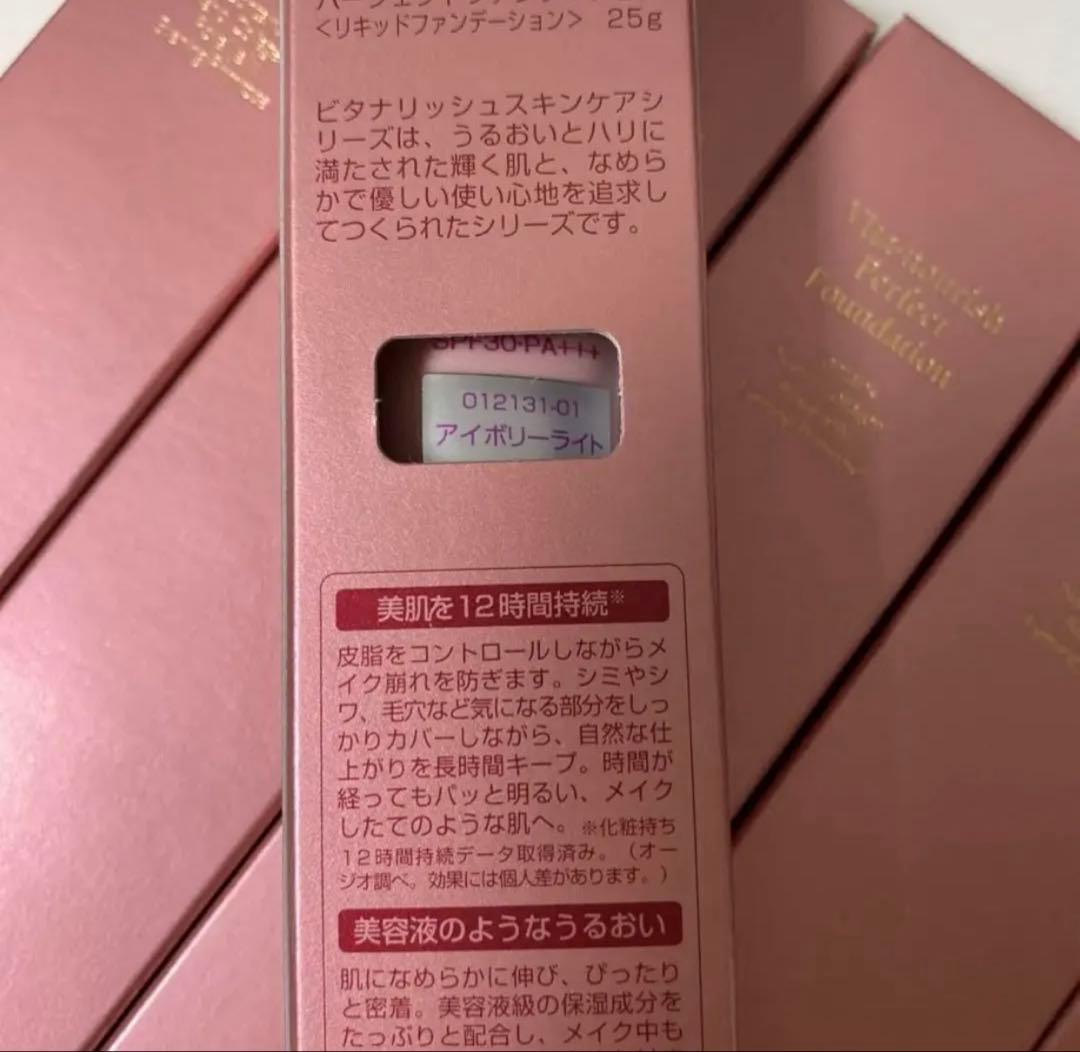 <リキッドファンデーション> 25g
ビタナリッシュスキンケアシ
リーズは、うるおいとハリに
満たされた輝く肌と、なめら
かで優しい使い心地を追求し
てつくられたシリーズです。
SPF30・PA+++
012131-01
アイボリーライト
美肌を12時間持続※
皮脂をコントロールしながらメ
イク崩れを防ぎます。シミやシ
ワ、毛穴など気になる部分をしっ
かりカバーしながら、自然な仕
上がりを長時間キープ。時間が
経ってもパッと明るい、メイク
したてのような肌へ。※化粧持ち
12時間持続データ取得済み。(オー
ジオ調べ。効果には個人差があります。)
美容液のようなうるおい
肌になめらかに伸び、ぴったり
と密着。美容液級の保湿成分を
たっぷりと配合し、メイク中も
Vitanarish
Perfect
Foundation